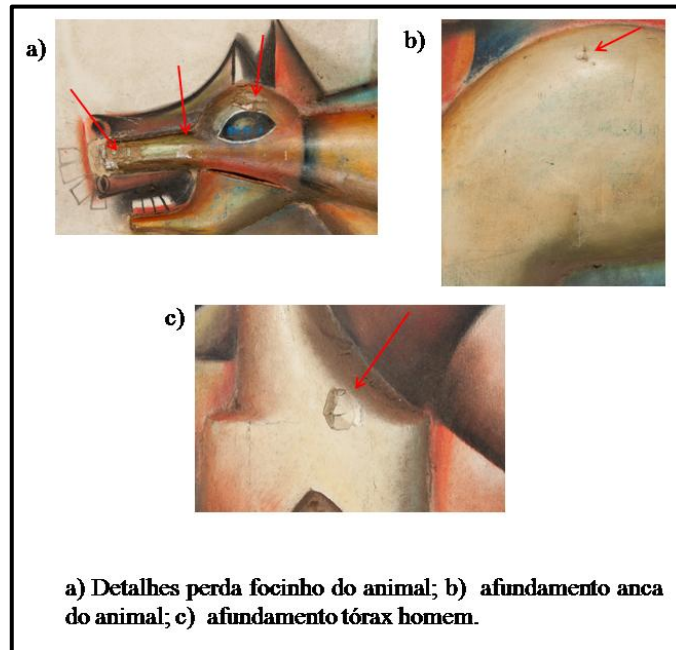 a)
b)
c)
a) Detalhes perda focinho do animal; b) afundamento anca
do animal; c) afundamento tórax homem.